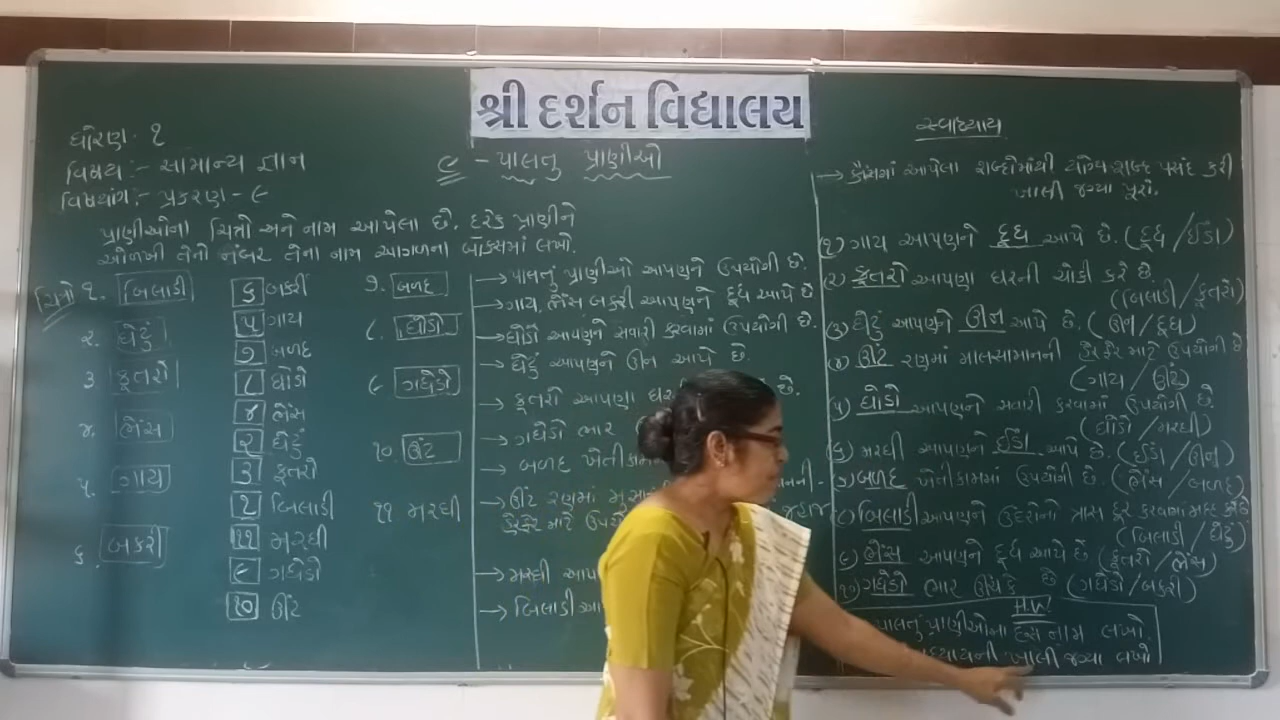 શ્રી દર્શન વિદ્યાલય
ધોરણ. ૧
વિષય:- સામાન્ય જ્ઞાન
વિષયાંગ:- પ્રકરણ - ૯
૯ - પાલતુ પ્રાણીઓ
પ્રાણીઓના ચિત્રો અને નામ આપેલા છે. દરેક પ્રાણીને
ઓળખી તેનો નંબર તેના નામ આગળના બોક્સમાં લખો.
ચિત્રો ૧. બિલાડી
૨. ઘેટું
૩ કૂતરો
૪. ભેંસ
૫. ગાય
૬. બકરી
૬ બકરી
૫ ગાય
૭ બળદ
૮ ઘોડો
૪ ભેંસ
૨ ઘેટું
૩ કૂતરો
૧ બિલાડી
૧૧ મરઘી
૯ ગધેડો
૧૦ ઊંટ
૭. બળદ
૮. ઘોડો
૯ ગધેડો
૧૦. ઊંટ
૧૧ મરઘી
→ પાલતું પ્રાણીઓ આપણને ઉપયોગી છે.
→ ગાય, ભેંસ બકરી આપણને દૂધ આપે છે
→ ઘોડો આપણને સવારી કરવામાં ઉપયોગી છે.
→ ઘેટું આપણને ઊન આપે છે.
→ કૂતરો આપણા ઘર છે.
→ ગધેડો ભાર
→ બળદ ખેતીકામ
→ ઊંટ રણમાં
હેરફેર માટે
→ મરઘી
→ બિલાડી
સ્વાધ્યાય
→ કૌંસમાં આપેલા શબ્દોમાંથી યોગ્ય શબ્દ પસંદ કરી
ખાલી જગ્યા પૂરો.
(૧) ગાય આપણને દૂધ આપે છે. (દૂધ / ઈંડા)
(૨) કૂતરો આપણા ઘરની ચોકી કરે છે.
(બિલાડી / કૂતરો)
(૩) ઘેટું આપણને ઊન આપે છે. (ઊન / દૂધ)
(૪) ઊંટ રણમાં માલસામાનની હેરફેર માટે ઉપયોગી છે
(ગાય / ઊંટ)
(૫) ઘોડો આપણને સવારી કરવામાં ઉપયોગી છે.
(ઘોડો / મરઘી)
(૬) મરઘી આપણને ઈંડા આપે છે. (ઈંડા / ઊન)
(૭) બળદ ખેતીકામમાં ઉપયોગી છે. (ભેંસ / બળદ)
(૮) બિલાડી આપણને ઉંદરોનો ત્રાસ દૂર કરવામાં મદદ કરે છે
(બિલાડી / ઘેટું)
(૯) ભેંસ આપણને દૂધ આપે છે (કૂતરો / ભેંસ)
(૧૦) ગધેડો ભાર ઊંચકે છે (ગધેડો / બકરી)
H.W.
પાલતું પ્રાણીઓના દસ નામ લખો.
ખાલી જગ્યા લખો